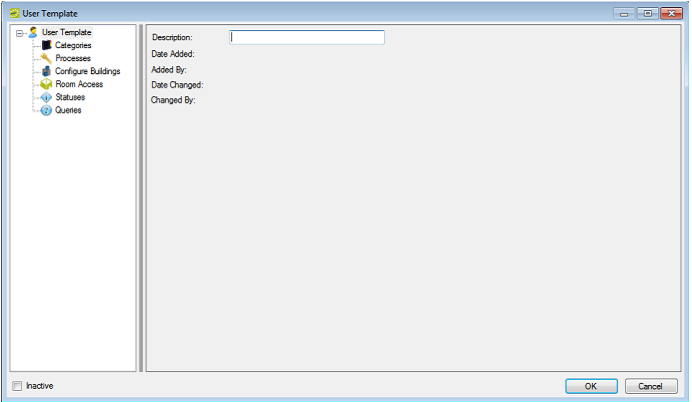 User Template
User Template
Categories
Processes
Configure Buildings
Room Access
Statuses
Queries
Description:
Date Added:
Added By:
Date Changed:
Changed By:
Inactive
OK
Cancel